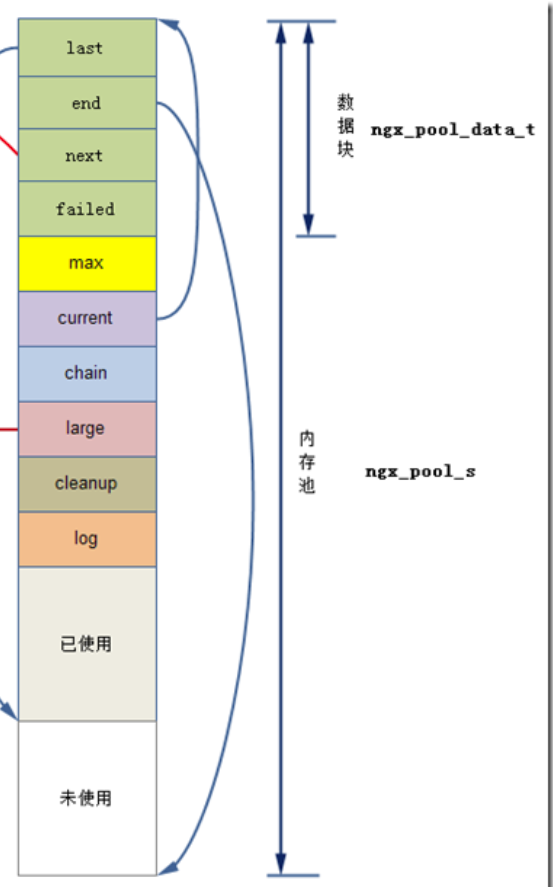 last
end
next
failed
max
current
chain
large
cleanup
log
已使用
未使用
数据块
ngx_pool_data_t
内存池
ngx_pool_s